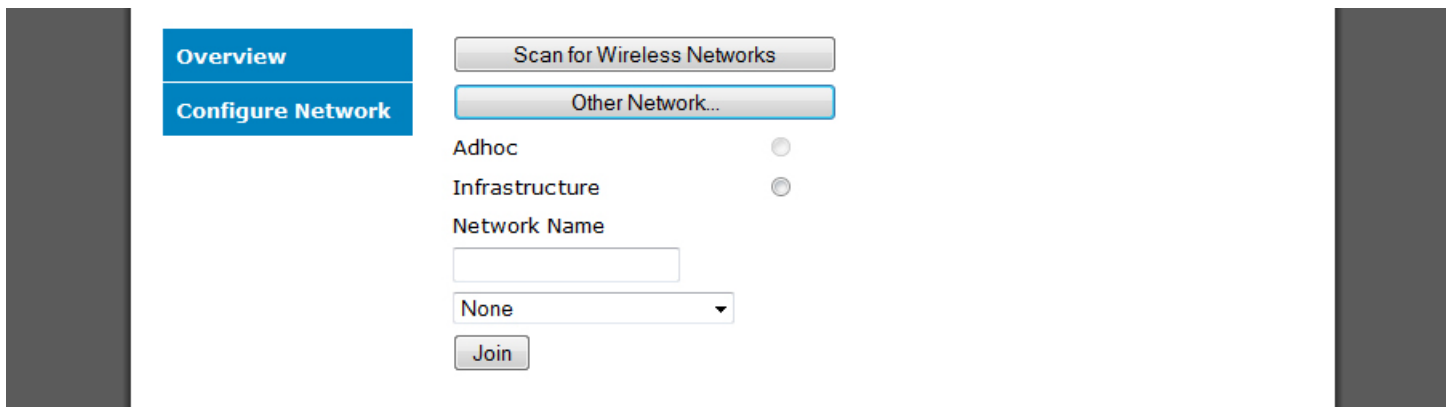 Overview
Configure Network
Scan for Wireless Networks
Other Network...
Adhoc
Infrastructure
Network Name
None
Join